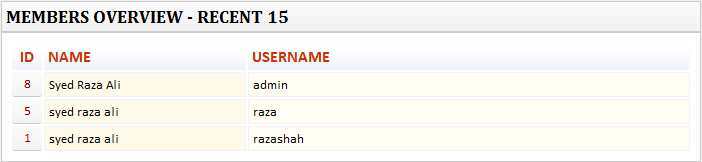 MEMBERS OVERVIEW - RECENT 15
ID NAME USERNAME
8 Syed Raza Ali admin
5 syed raza ali raza
1 syed raza ali razashah